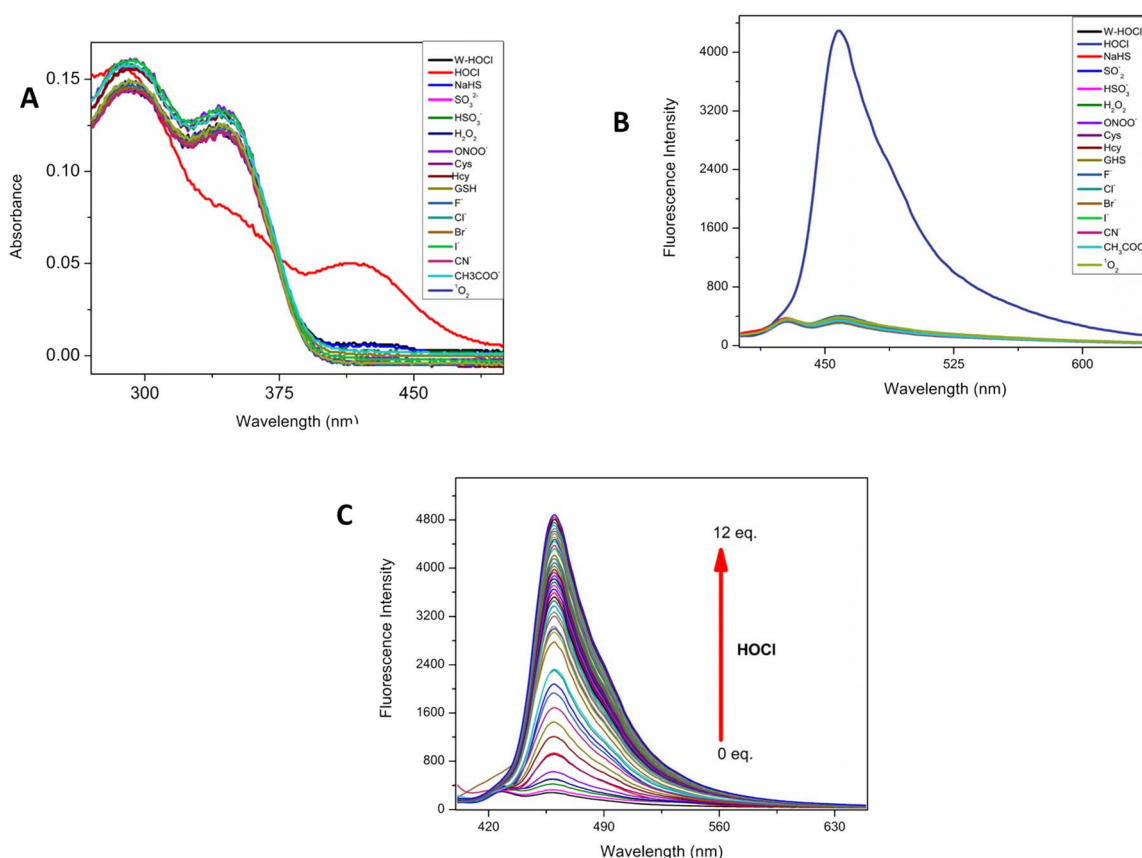 A
Absorbance
0.15
0.10
0.05
0.00
300
375
450
Wavelength (nm)
W-HOCl
HOCl
NaHS
SO₃²⁻
HSO₃⁻
H₂O₂
ONOO⁻
Cys
Hcy
GSH
F⁻
Cl⁻
Br⁻
I⁻
CN⁻
CH3COO⁻
¹O₂
B
Fluorescence Intensity
4000
3200
2400
1600
800
0
450
525
600
Wavelength (nm)
W-HOCl
HOCl
NaHS
SO⁻₂
HSO₃⁻
H₂O₂
ONOO⁻
Cys
Hcy
GHS
F⁻
Cl⁻
Br⁻
I⁻
CN⁻
CH₃COO
¹O₂
C
Fluorescence Intensity
4800
4000
3200
2400
1600
800
0
420
490
560
630
Wavelength (nm)
12 eq.
HOCl
0 eq.